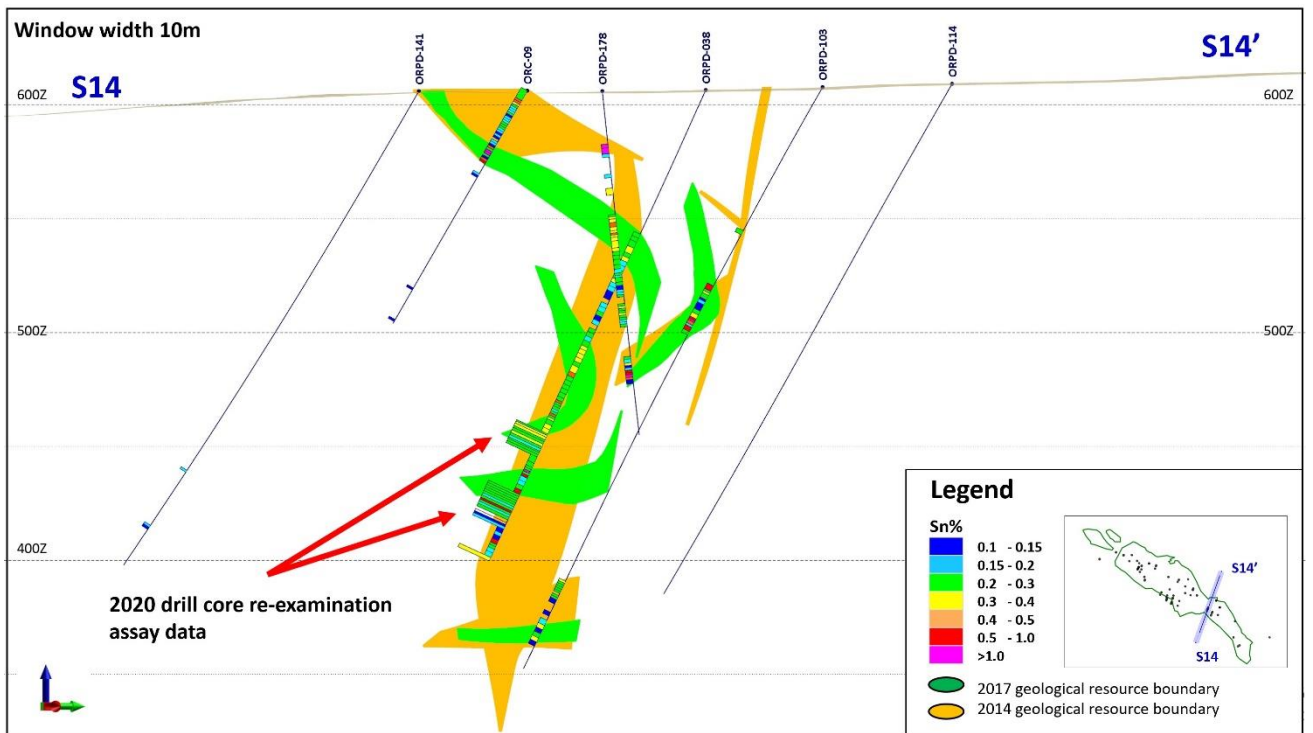 Window width 10m
S14
S14’
ORPD-141
ORC-09
ORPD-178
ORPD-038
ORPD-103
ORPD-114
600Z
600Z
500Z
500Z
400Z
2020 drill core re-examination
assay data
Legend
Sn%
0.1 - 0.15
0.15 - 0.2
0.2 - 0.3
0.3 - 0.4
0.4 - 0.5
0.5 - 1.0
>1.0
2017 geological resource boundary
2014 geological resource boundary
S14’
S14